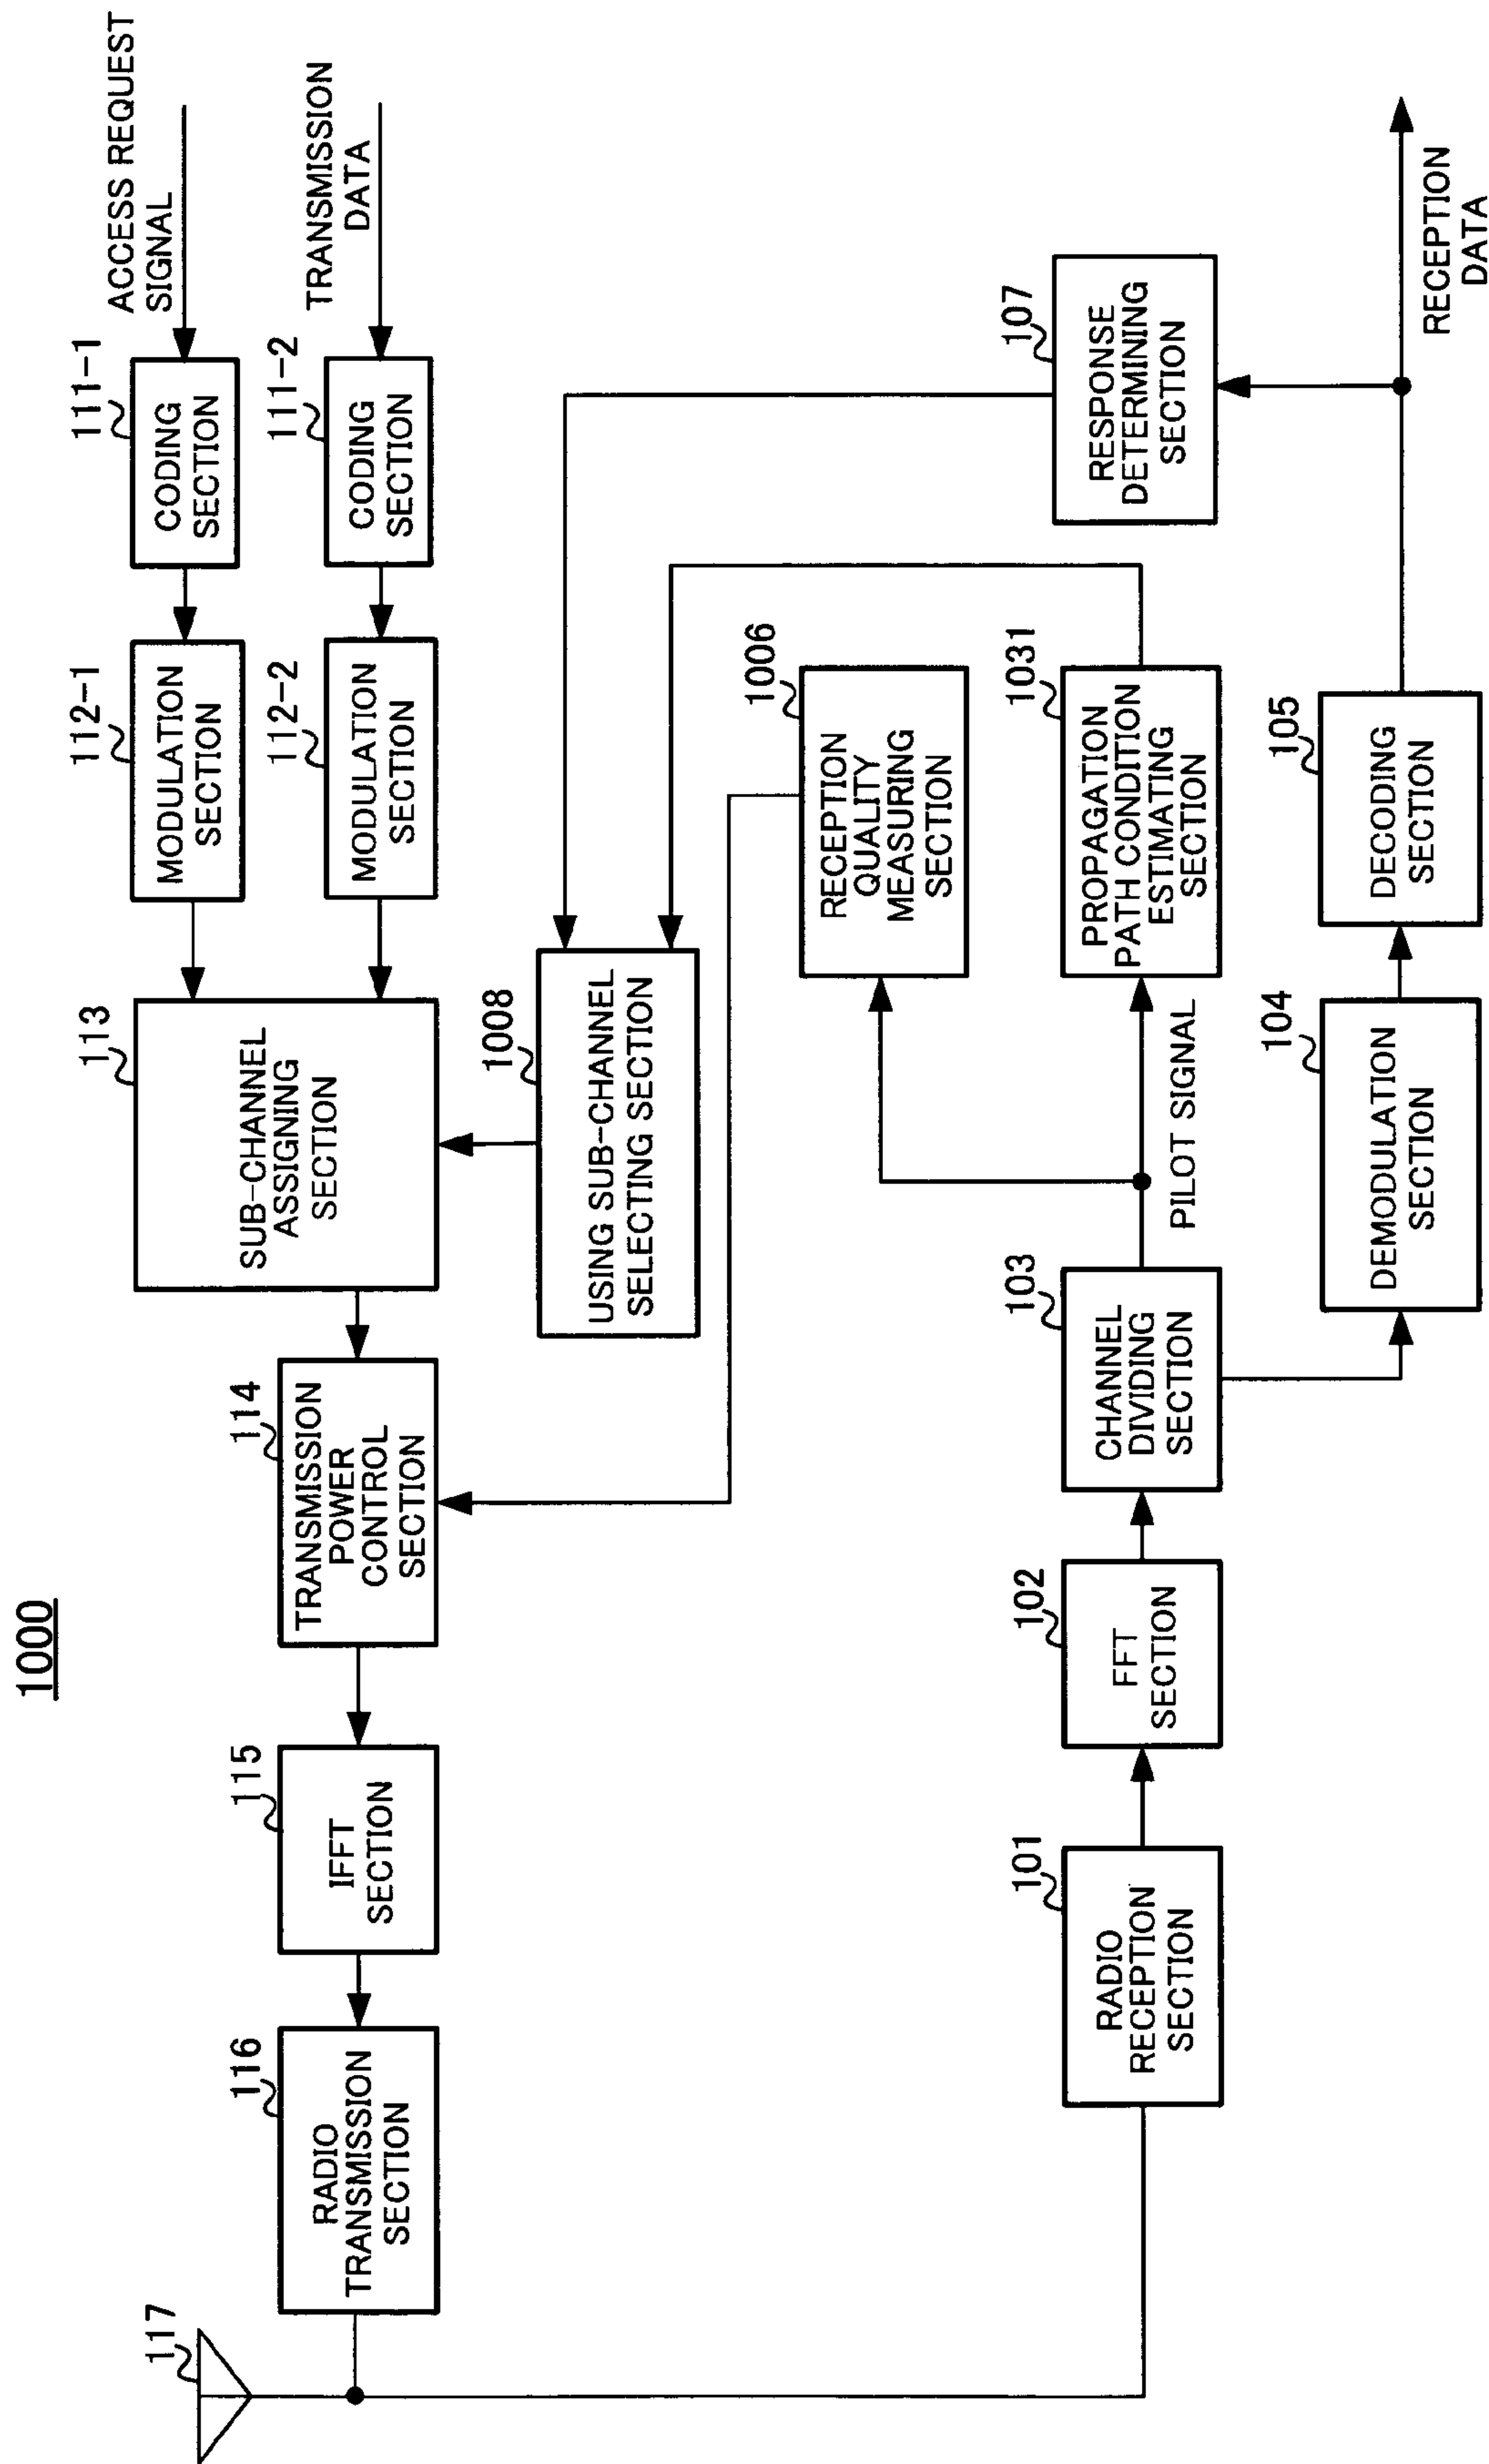 1000
117
116
RADIO
TRANSMISSION
SECTION
115
IFFT
SECTION
114
TRANSMISSION
POWER
CONTROL
SECTION
113
SUB-CHANNEL
ASSIGNING
SECTION
112-1
MODULATION
SECTION
111-1
CODING
SECTION
ACCESS REQUEST
SIGNAL
112-2
MODULATION
SECTION
111-2
CODING
SECTION
TRANSMISSION
DATA
1008
USING SUB-CHANNEL
SELECTING SECTION
1006
RECEPTION
QUALITY
MEASURING
SECTION
107
RESPONSE
DETERMINING
SECTION
101
RADIO
RECEPTION
SECTION
102
FFT
SECTION
103
CHANNEL
DIVIDING
SECTION
PILOT SIGNAL
1031
PROPAGATION
PATH CONDITION
ESTIMATING
SECTION
104
DEMODULATION
SECTION
105
DECODING
SECTION
RECEPTION
DATA